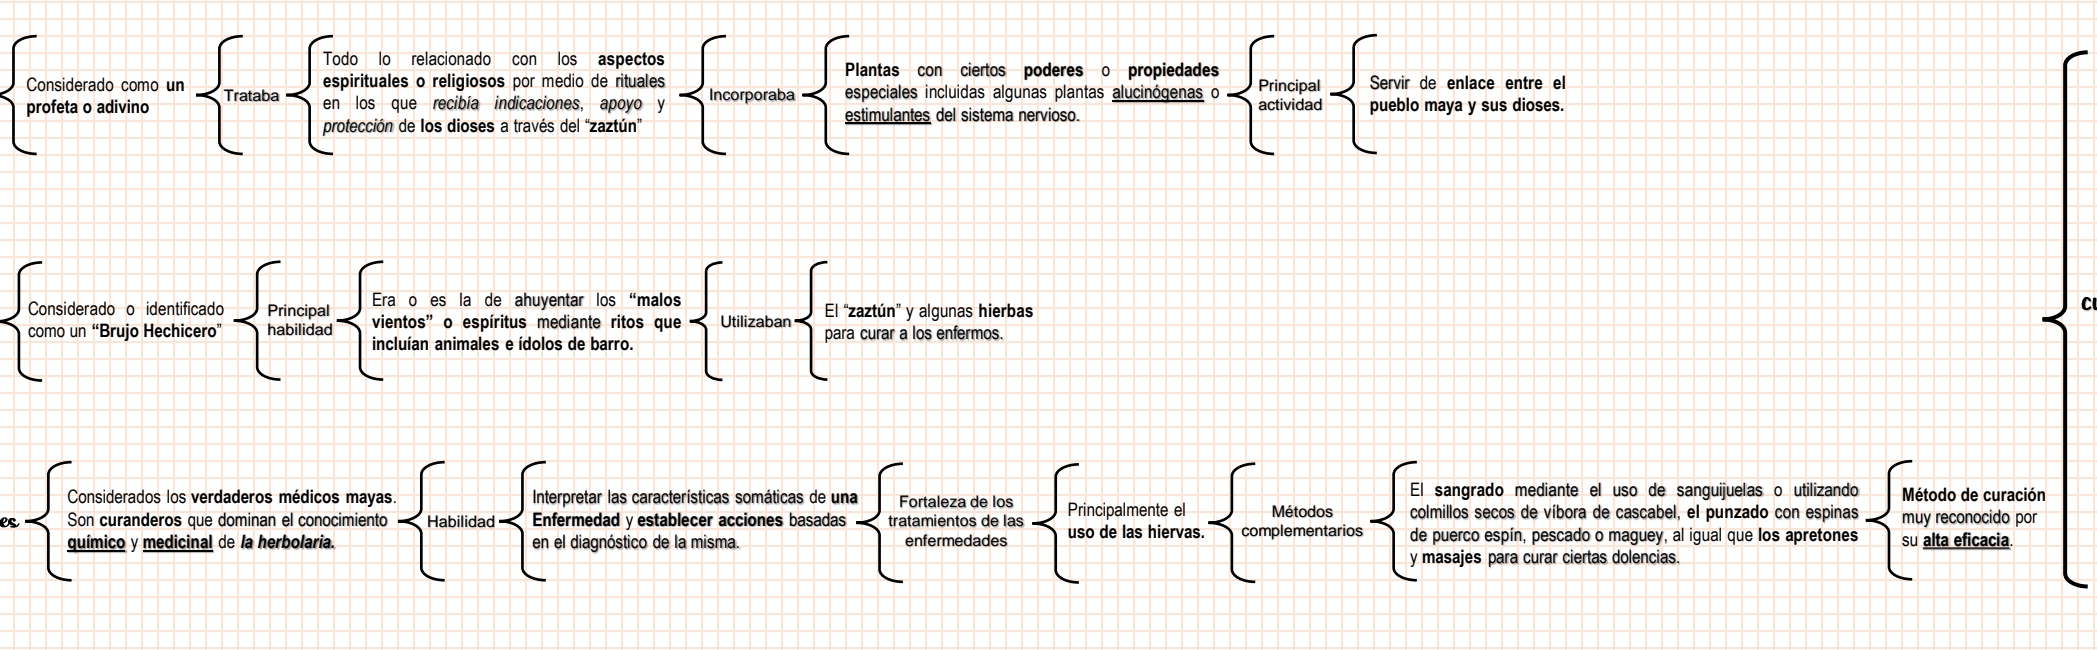 Considerado como un
profeta o adivino
Trataba
Todo lo relacionado con los aspectos
espirituales o religiosos por medio de rituales
en los que recibía indicaciones, apoyo y
protección de los dioses a través del “zaztún”
Incorporaba
Plantas con ciertos poderes o propiedades
especiales incluidas algunas plantas alucinógenas o
estimulantes del sistema nervioso.
Principal
actividad
Servir de enlace entre el
pueblo maya y sus dioses.
Considerado o identificado
como un “Brujo Hechicero”
Principal
habilidad
Era o es la de ahuyentar los “malos
vientos” o espíritus mediante ritos que
incluían animales e ídolos de barro.
Utilizaban
El “zaztún” y algunas hierbas
para curar a los enfermos.
Considerados los verdaderos médicos mayas.
Son curanderos que dominan el conocimiento
químico y medicinal de la herbolaria.
Habilidad
Interpretar las características somáticas de una
Enfermedad y establecer acciones basadas
en el diagnóstico de la misma.
Fortaleza de los
tratamientos de las
enfermedades
Principalmente el
uso de las hiervas.
Métodos
complementarios
El sangrado mediante el uso de sanguijuelas o utilizando
colmillos secos de víbora de cascabel, el punzado con espinas
de puerco espín, pescado o maguey, al igual que los apretones
y masajes para curar ciertas dolencias.
Método de curación
muy reconocido por
su alta eficacia.